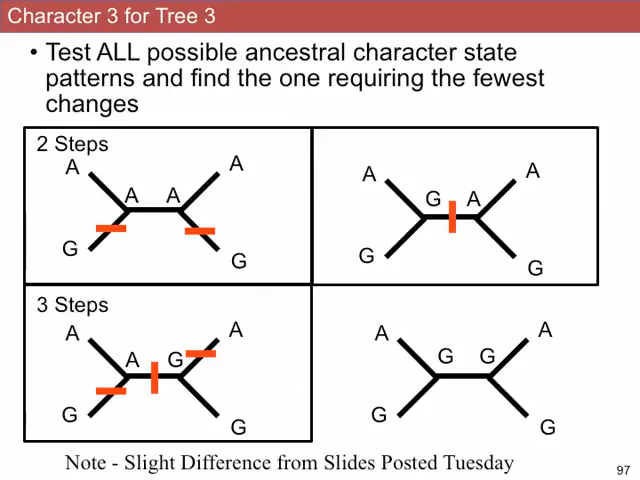 Character 3 for Tree 3
• Test ALL possible ancestral character state
patterns and find the one requiring the fewest
changes
2 Steps
A A
A A
G G
A A
G A
G G
3 Steps
A A
A G
G G
A A
G G
G G
Note - Slight Difference from Slides Posted Tuesday
97